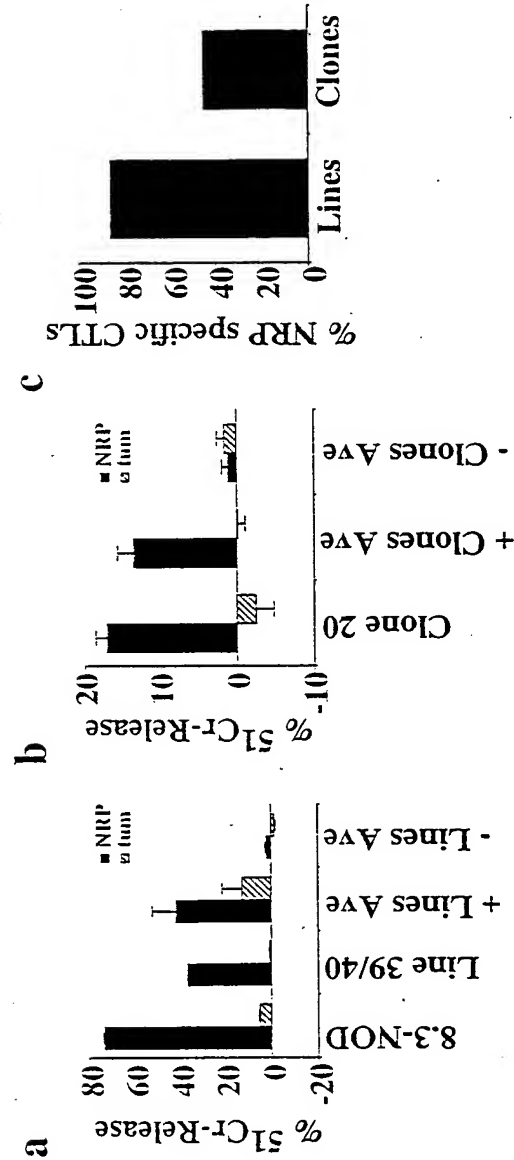 a
% 51Cr-Release
80
60
40
20
0
-20
■ NRP
▨ tum
8.3-NOD
Line 39/40
+ Lines Ave
- Lines Ave
b
% 51Cr-Release
20
10
0
-10
■ NRP
▨ tum
Clone 20
+ Clones Ave
- Clones Ave
c
% NRP specific CTLs
100
80
60
40
20
0
Lines
Clones